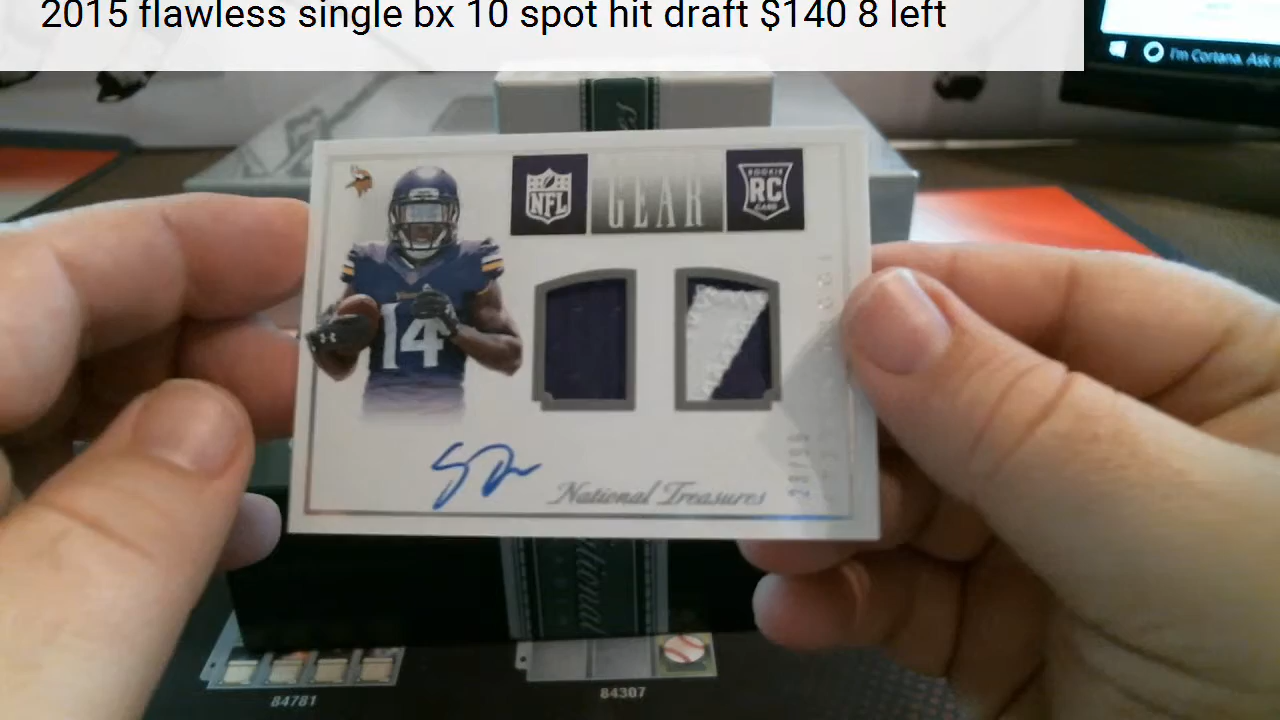 2015 flawless single bx 10 spot hit draft $140 8 left
I'm Cortana. Ask
NFL
GEAR
ROOKIE
RC
CARD
14
National Treasures
84781
84307